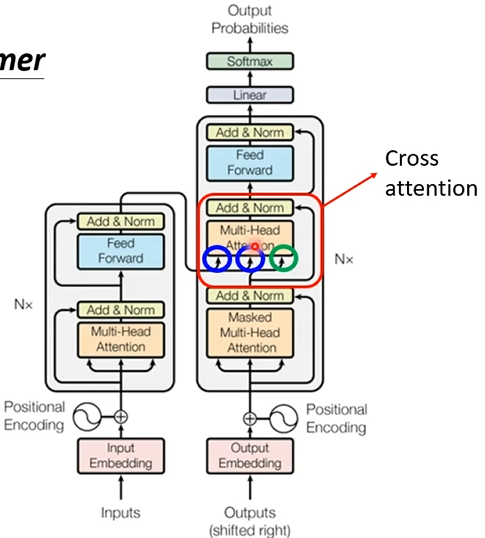 mer
Output
Probabilities
Softmax
Linear
Add & Norm
Feed
Forward
Add & Norm
Multi-Head
Attention
Cross
attention
N×
Add & Norm
Masked
Multi-Head
Attention
Add & Norm
Feed
Forward
N×
Add & Norm
Multi-Head
Attention
Positional
Encoding
Positional
Encoding
Input
Embedding
Output
Embedding
Inputs
Outputs
(shifted right)